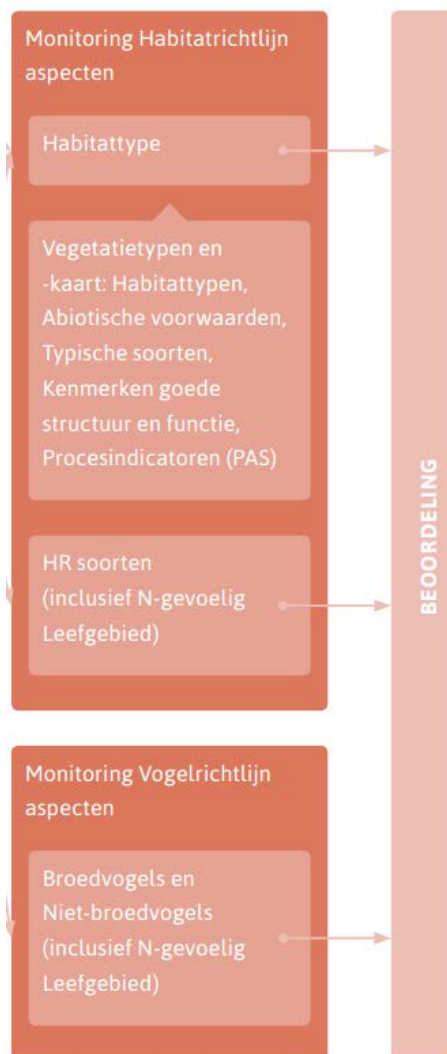 Monitoring Habitatrichtlijn
aspecten
Habitattype
Vegetatietypen en
-kaart: Habitattypen,
Abiotische voorwaarden,
Typische soorten,
Kenmerken goede
structuur en functie,
Procesindicatoren (PAS)
HR soorten
(inclusief N-gevoelig
Leefgebied)
Monitoring Vogelrichtlijn
aspecten
Broedvogels en
Niet-broedvogels
(inclusief N-gevoelig
Leefgebied)
BEOORDELING